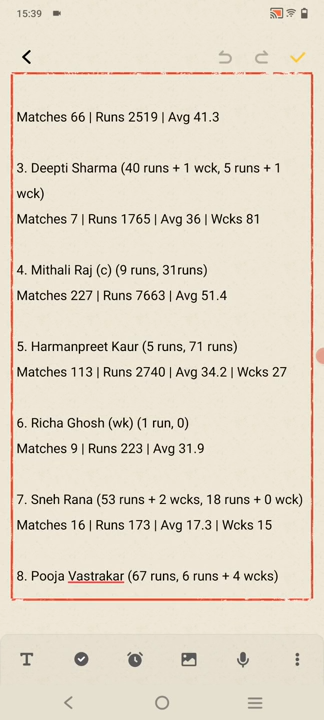 15:39
Matches 66 | Runs 2519 | Avg 41.3
3. Deepti Sharma (40 runs + 1 wck, 5 runs + 1
wck)
Matches 7 | Runs 1765 | Avg 36 | Wcks 81
4. Mithali Raj (c) (9 runs, 31runs)
Matches 227 | Runs 7663 | Avg 51.4
5. Harmanpreet Kaur (5 runs, 71 runs)
Matches 113 | Runs 2740 | Avg 34.2 | Wcks 27
6. Richa Ghosh (wk) (1 run, 0)
Matches 9 | Runs 223 | Avg 31.9
7. Sneh Rana (53 runs + 2 wcks, 18 runs + 0 wck)
Matches 16 | Runs 173 | Avg 17.3 | Wcks 15
8. Pooja Vastrakar (67 runs, 6 runs + 4 wcks)
T